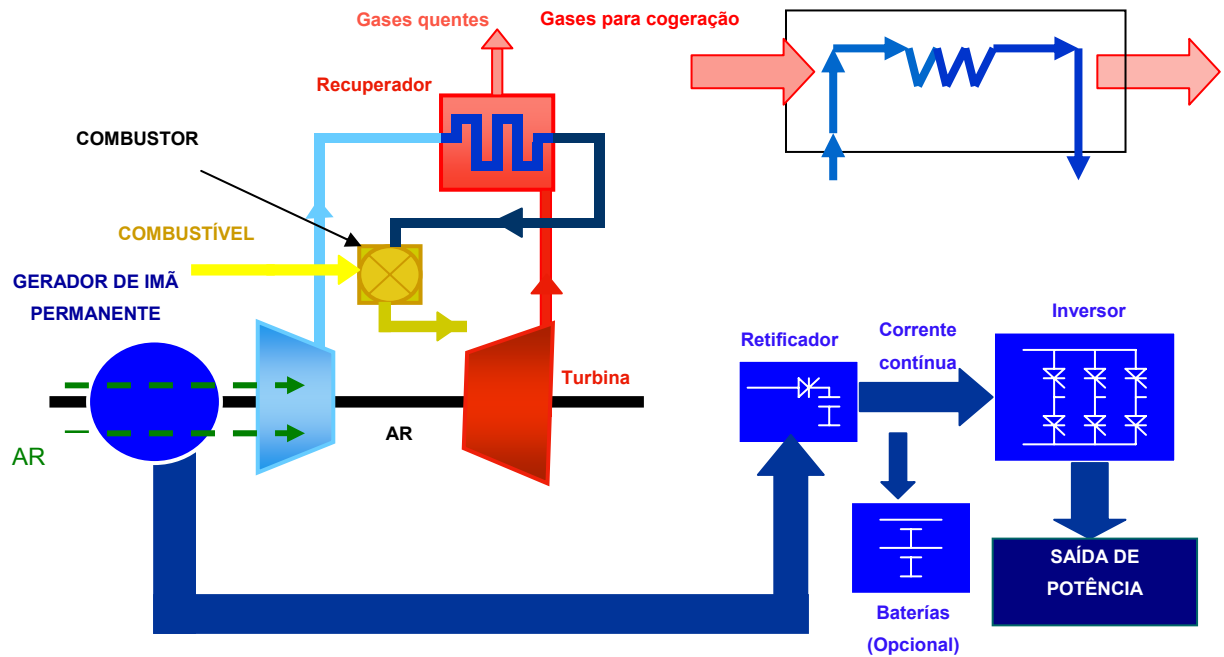 Gases quentes
Gases para cogeração
Recuperador
COMBUSTOR
COMBUSTÍVEL
GERADOR DE IMÃ
PERMANENTE
Turbina
AR
AR
Retificador
Corrente
contínua
Inversor
Baterías
(Opcional)
SAÍDA DE
POTÊNCIA